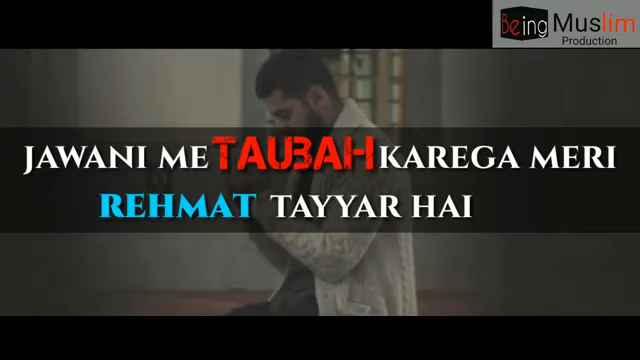 Being Muslim
Production
JAWANI ME TAUBAH KAREGA MERI
REHMAT TAYYAR HAI